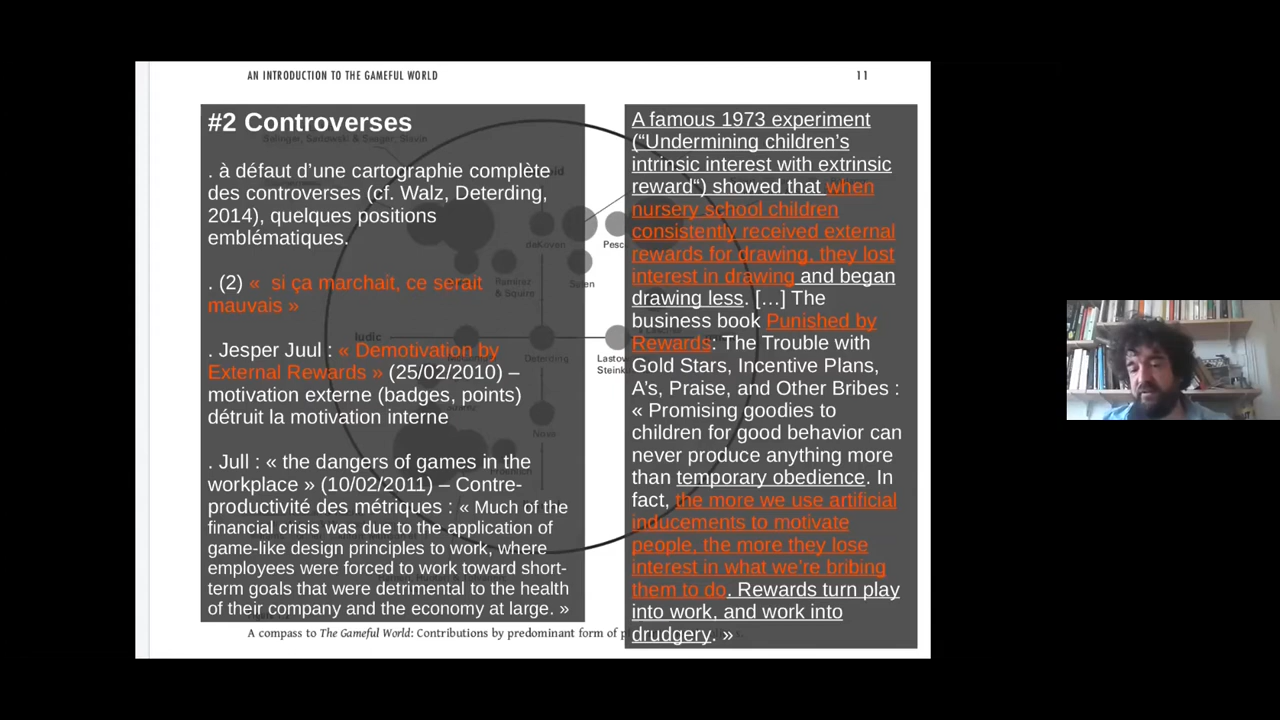 AN INTRODUCTION TO THE GAMEFUL WORLD
11
#2 Controverses
. à défaut d’une cartographie complète
des controverses (cf. Walz, Deterding,
2014), quelques positions
emblématiques.
. (2) «  si ça marchait, ce serait
mauvais »
. Jesper Juul : « Demotivation by
External Rewards » (25/02/2010) –
motivation externe (badges, points)
détruit la motivation interne
. Jull : « the dangers of games in the
workplace » (10/02/2011) – Contre-
productivité des métriques : « Much of the
financial crisis was due to the application of
game-like design principles to work, where
employees were forced to work toward short-
term goals that were detrimental to the health
of their company and the economy at large. »
A famous 1973 experiment
(“Undermining children’s
intrinsic interest with extrinsic
reward“) showed that when
nursery school children
consistently received external
rewards for drawing, they lost
interest in drawing and began
drawing less. […] The
business book Punished by
Rewards: The Trouble with
Gold Stars, Incentive Plans,
A’s, Praise, and Other Bribes :
« Promising goodies to
children for good behavior can
never produce anything more
than temporary obedience. In
fact, the more we use artificial
inducements to motivate
people, the more they lose
interest in what we’re bribing
them to do. Rewards turn play
into work, and work into
drudgery. »
deKoven
Pesce
Ramirez
& Squire
Salen
ludic
Deterding
Lastow
Steink
Nose
A compass to The Gameful World: Contributions by predominant form of p